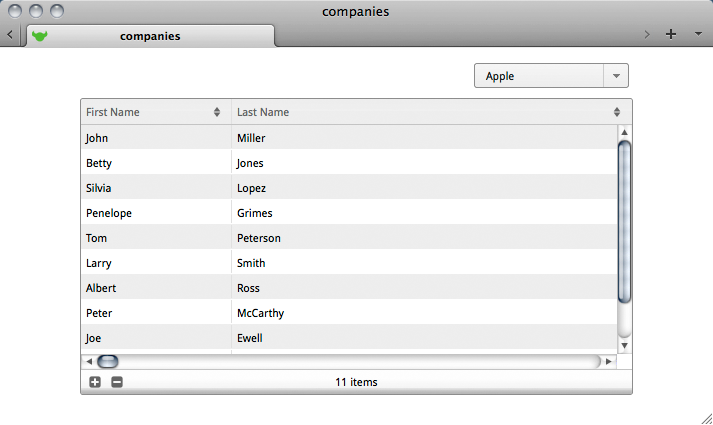 companies
companies
Apple
First Name Last Name
John Miller
Betty Jones
Silvia Lopez
Penelope Grimes
Tom Peterson
Larry Smith
Albert Ross
Peter McCarthy
Joe Ewell
11 items